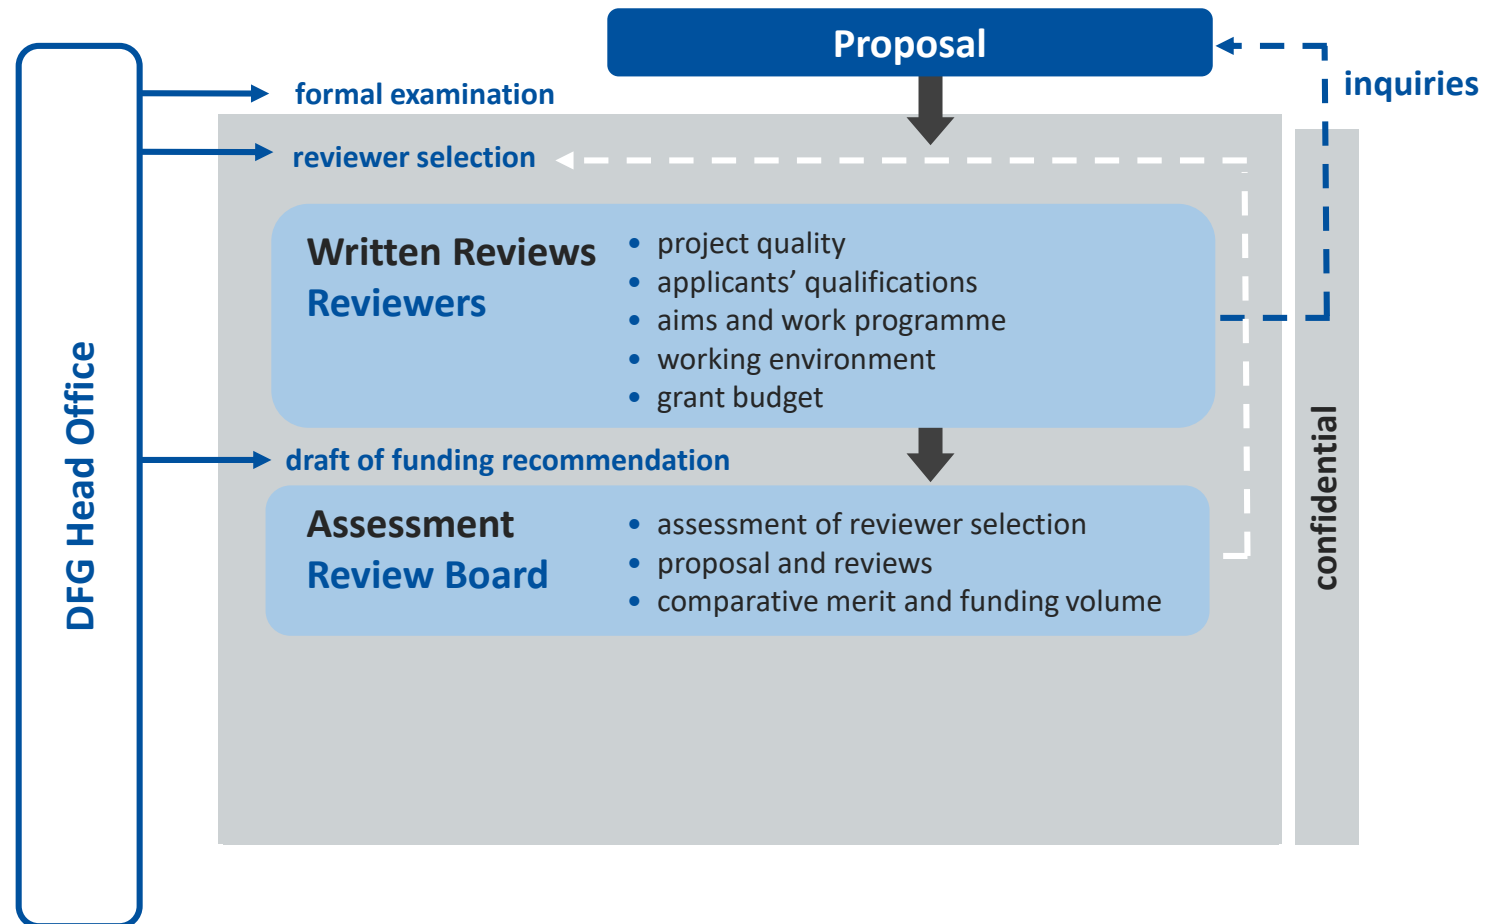 Proposal
inquiries
formal examination
reviewer selection
Written Reviews
Reviewers
• project quality
• applicants’ qualifications
• aims and work programme
• working environment
• grant budget
draft of funding recommendation
Assessment
Review Board
• assessment of reviewer selection
• proposal and reviews
• comparative merit and funding volume
DFG Head Office
confidential